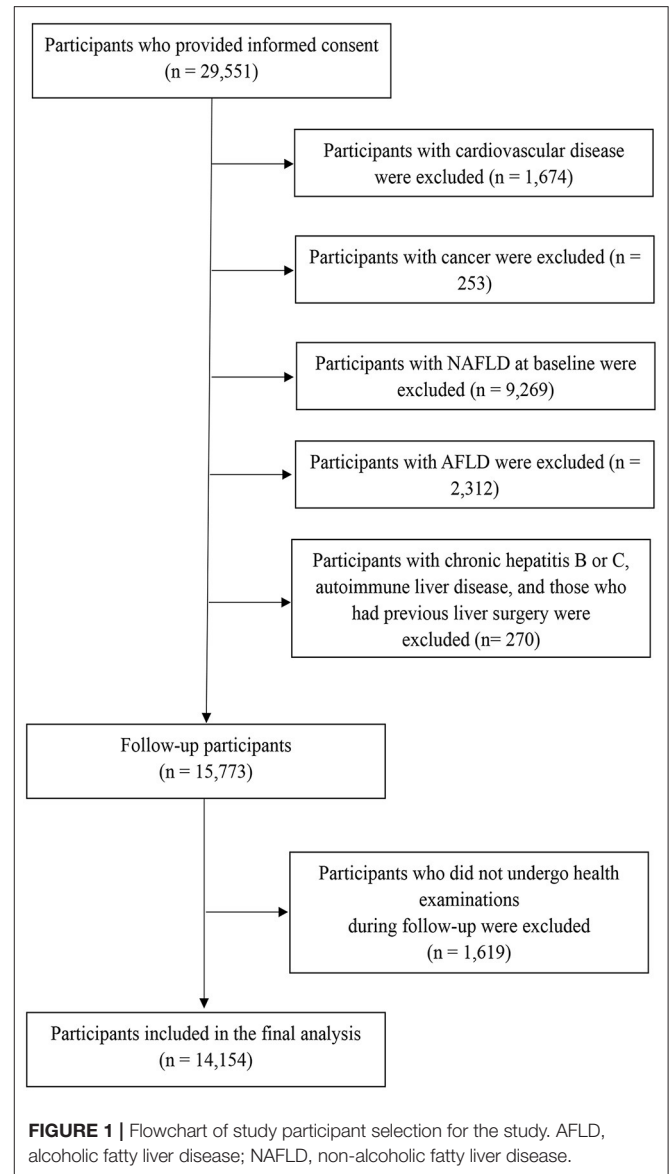 Participants who provided informed consent
(n = 29,551)
Participants with cardiovascular disease
were excluded (n = 1,674)
Participants with cancer were excluded (n =
253)
Participants with NAFLD at baseline were
excluded (n = 9,269)
Participants with AFLD were excluded (n =
2,312)
Participants with chronic hepatitis B or C,
autoimmune liver disease, and those who
had previous liver surgery were
excluded (n= 270)
Follow-up participants
(n = 15,773)
Participants who did not undergo health
examinations
during follow-up were excluded
(n = 1,619)
Participants included in the final analysis
(n = 14,154)
FIGURE 1 | Flowchart of study participant selection for the study. AFLD,
alcoholic fatty liver disease; NAFLD, non-alcoholic fatty liver disease.